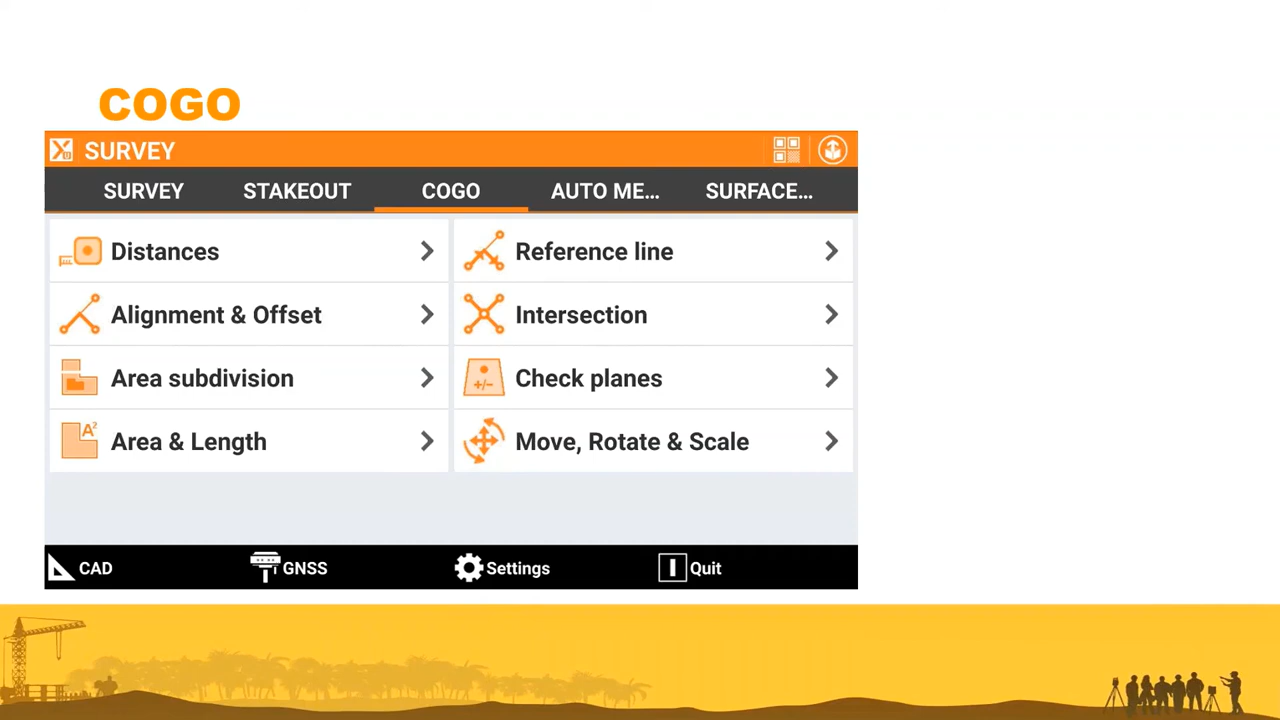 COGO
SURVEY
SURVEY STAKEOUT COGO AUTO ME... SURFACE...
Distances
Reference line
Alignment & Offset
Intersection
Area subdivision
Check planes
Area & Length
Move, Rotate & Scale
CAD GNSS Settings Quit